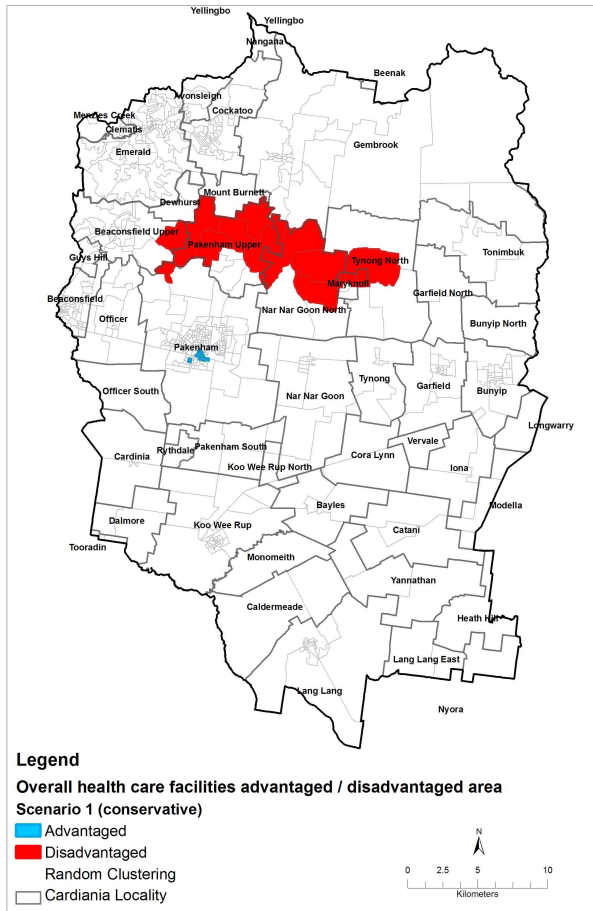 Yellingbo
Yellingbo
Nangana
Beenak
Avonsleigh
Cockatoo
Menzies Creek
Clematis
Emerald
Gembrook
Mount Burnett
Dewhurst
Beaconsfield Upper
Pakenham Upper
Tonimbuk
Guys Hill
Tynong North
Maryknoll
Garfield North
Beaconsfield
Officer
Nar Nar Goon North
Bunyip North
Pakenham
Tynong
Garfield
Bunyip
Officer South
Nar Nar Goon
Longwarry
Vervale
Rythdale
Pakenham South
Cardinia
Cora Lynn
Koo Wee Rup North
Iona
Bayles
Modella
Dalmore
Koo Wee Rup
Catani
Tooradin
Monomeith
Yannathan
Caldermeade
Heath Hill
Lang Lang East
Lang Lang
Nyora
Legend
Overall health care facilities advantaged / disadvantaged area
Scenario 1 (conservative)
Advantaged
Disadvantaged
Random Clustering
Cardiania Locality
N
0 2.5 5 10
Kilometers